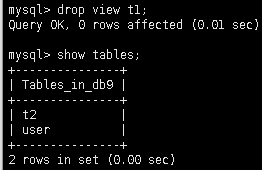 mysql> drop view t1;
Query OK, 0 rows affected (0.01 sec)
mysql> show tables;
+---------------+
| Tables_in_db9 |
+---------------+
| t2            |
| user          |
+---------------+
2 rows in set (0.00 sec)